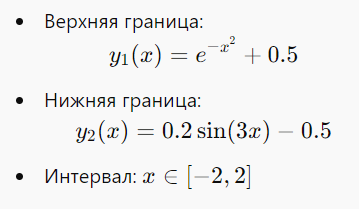 • Верхняя граница:
y₁(x) = e^{-x²} + 0.5
• Нижняя граница:
y₂(x) = 0.2 sin(3x) − 0.5
• Интервал: x ∈ [−2, 2]